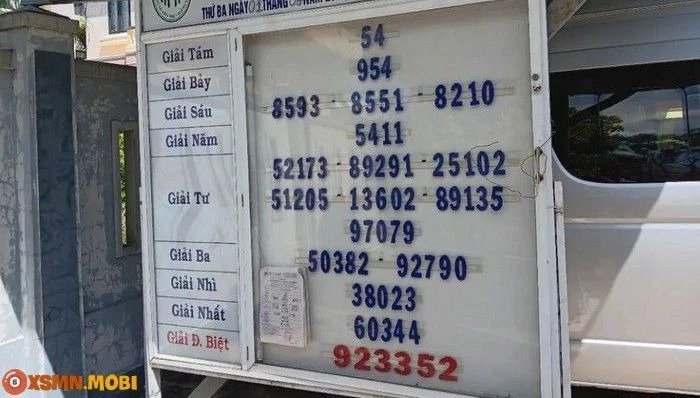 THỨ BA NGÀY THÁNG NĂM
54
Giải Tám
954
Giải Bảy
8593 - 8551 - 8210
Giải Sáu
5411
Giải Năm
52173 - 89291 - 25102
Giải Tư
51205 - 13602 - 89135
97079
Giải Ba
50382 - 92790
Giải Nhì
38023
Giải Nhất
60344
Giải Đ. Biệt
923352
XSMN.MOBI